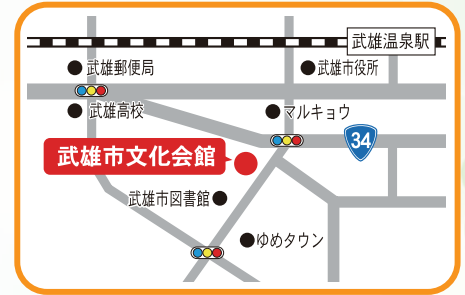 武雄温泉駅
武雄郵便局
武雄市役所
武雄高校
マルキョウ
34
武雄市文化会館
武雄市図書館
ゆめタウン